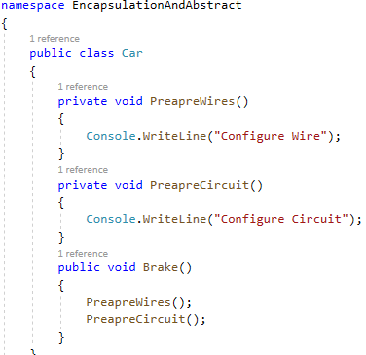 namespace EncapsulationAndAbstract
{
1 reference
public class Car
{
1 reference
private void PreapreWires()
{
Console.WriteLine("Configure Wire");
}
1 reference
private void PreapreCircuit()
{
Console.WriteLine("Configure Circuit");
}
1 reference
public void Brake()
{
PreapreWires();
PreapreCircuit();
}
}